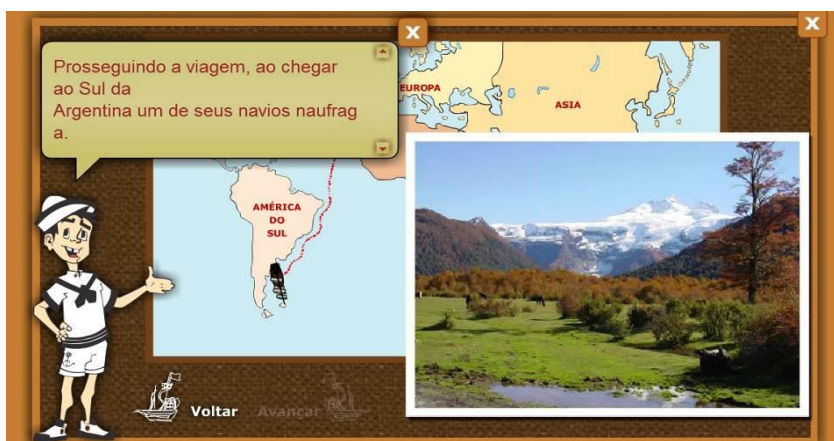 X
X
Prosseguindo a viagem, ao chegar
ao Sul da
Argentina um de seus navios naufrag
a.
EUROPA
ASIA
AMÉRICA
DO
SUL
Voltar Avançar